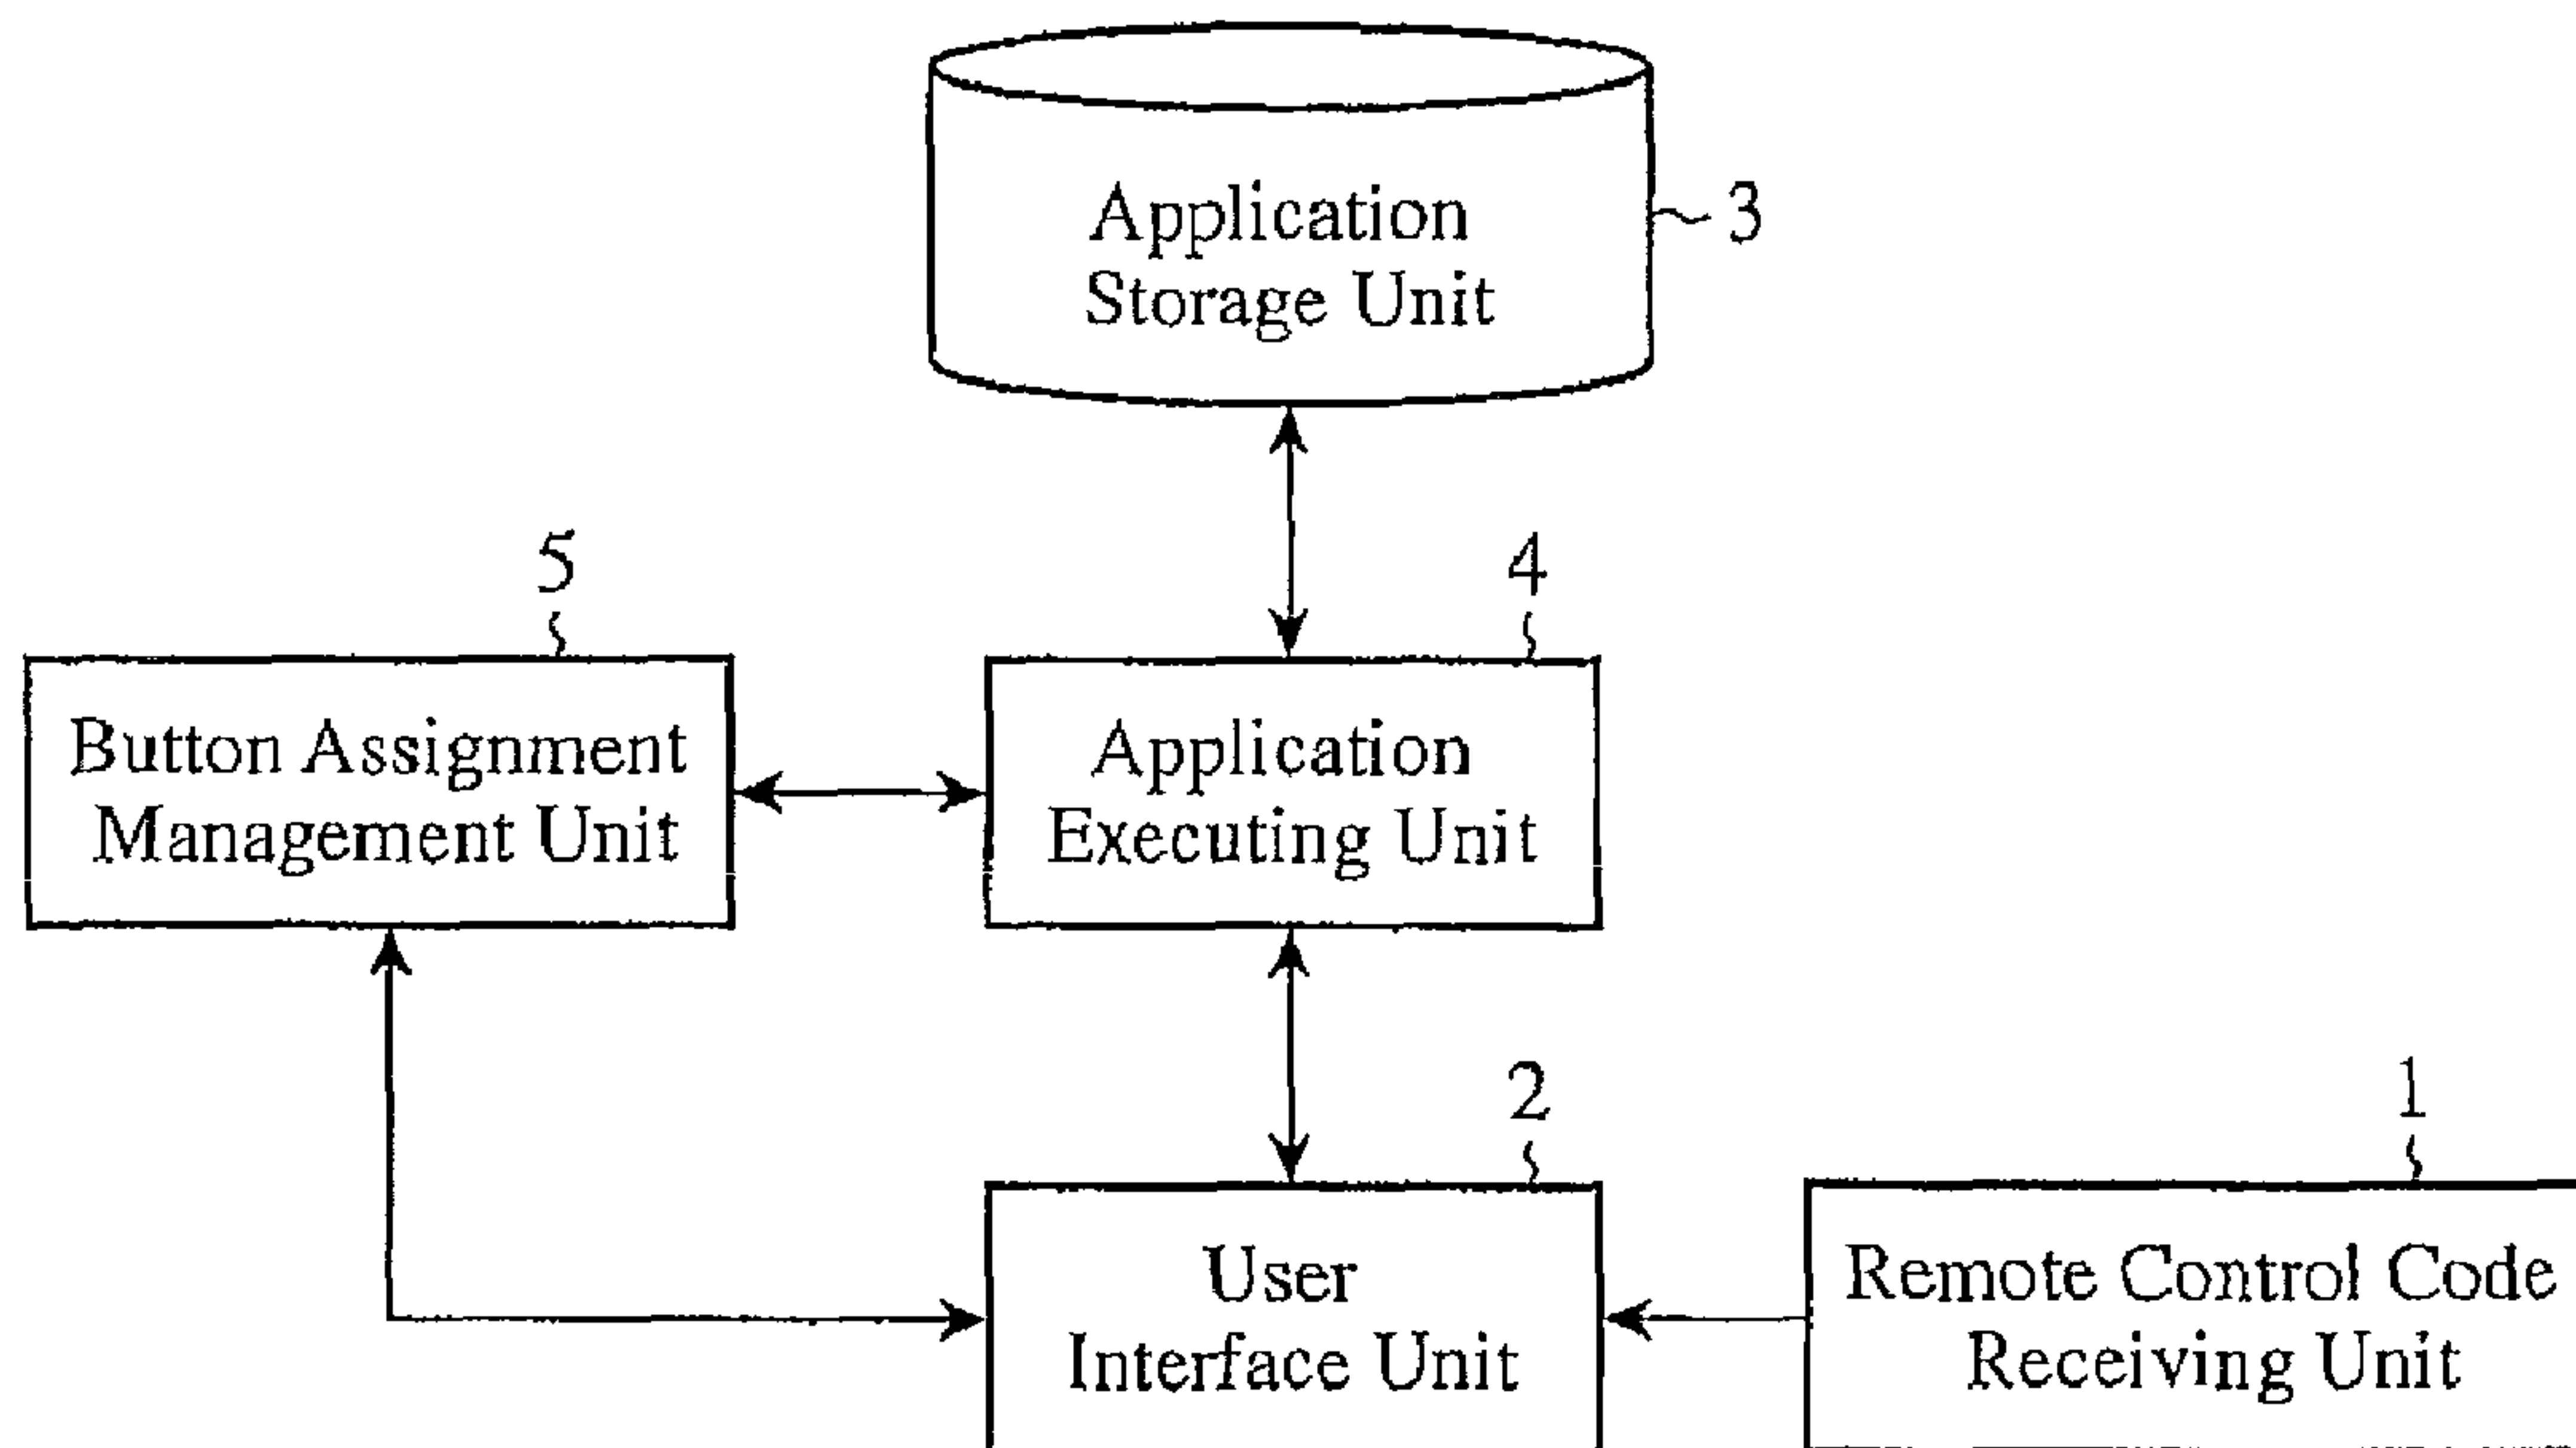 Application
Storage Unit
3
5
4
Button Assignment
Management Unit
Application
Executing Unit
2
1
User
Interface Unit
Remote Control Code
Receiving Unit